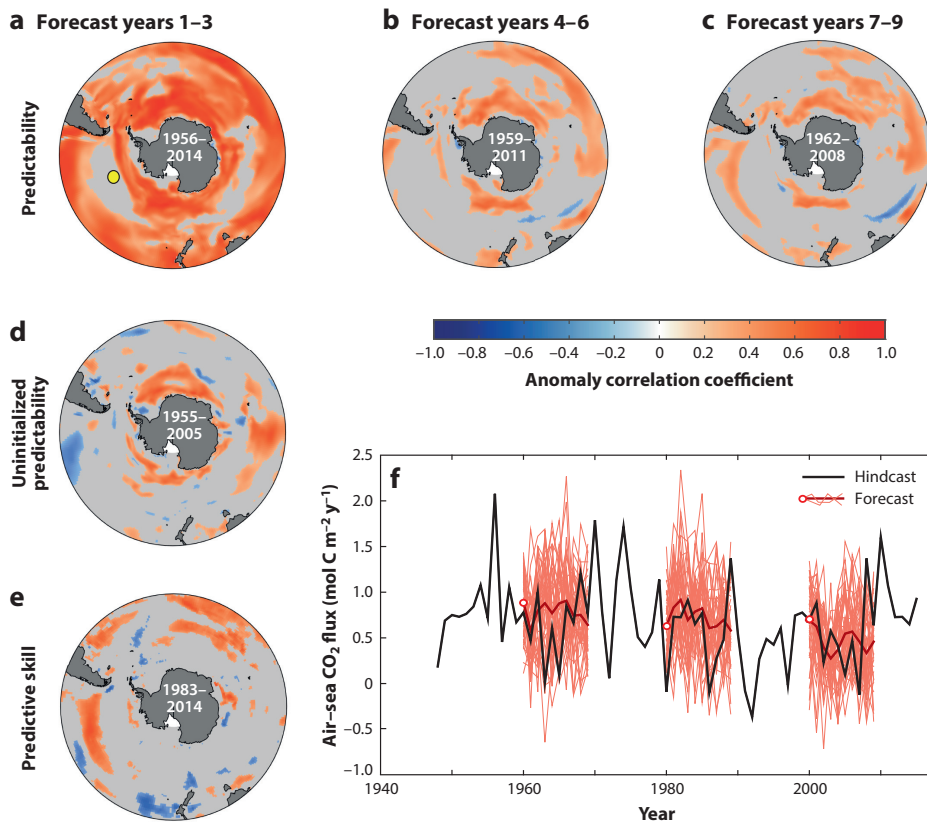 a Forecast years 1–3
b Forecast years 4–6
c Forecast years 7–9
Predictability
1956–
2014
1959–
2011
1962–
2008
d
Uninitialized
predictability
1955–
2005
–1.0 –0.8 –0.6 –0.4 –0.2 0 0.2 0.4 0.6 0.8 1.0
Anomaly correlation coefficient
e
Predictive skill
1983–
2014
f
Hindcast
Forecast
Air–sea CO₂ flux (mol C m⁻² y⁻¹)
2.5
2.0
1.5
1.0
0.5
0
–0.5
–1.0
1940 1960 1980 2000
Year